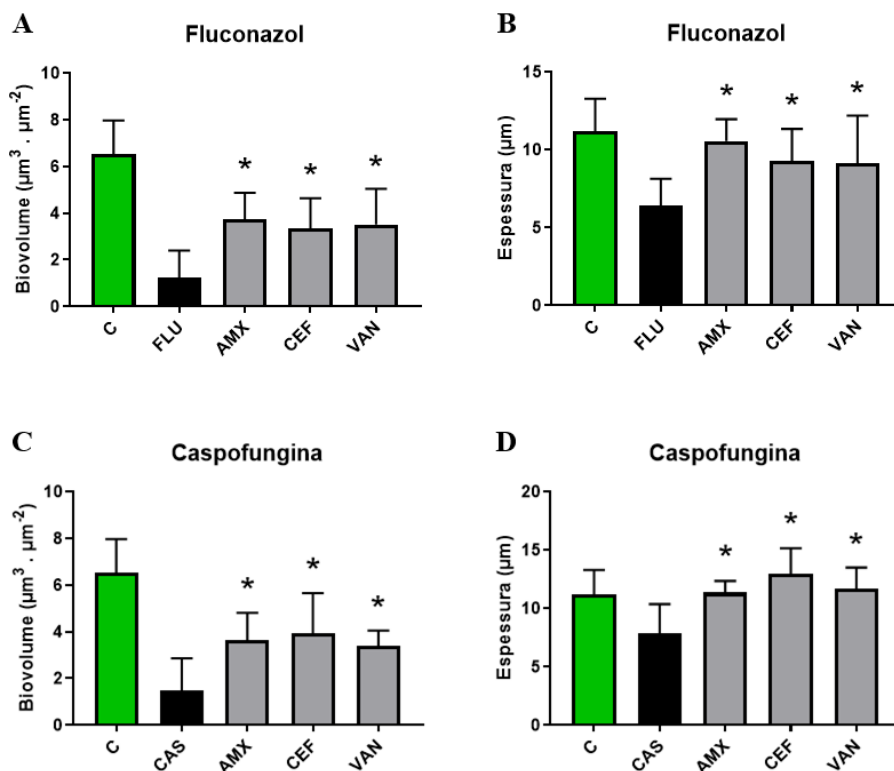 A
Fluconazol
Biovolume (µm³ . µm⁻²)
10
8
6
4
2
0
*
*
*
C
FLU
AMX
CEF
VAN
B
Fluconazol
Espessura (µm)
15
10
5
0
*
*
*
C
FLU
AMX
CEF
VAN
C
Caspofungina
Biovolume (µm³ . µm⁻²)
10
8
6
4
2
0
*
*
*
C
CAS
AMX
CEF
VAN
D
Caspofungina
Espessura (µm)
20
15
10
5
0
*
*
*
C
CAS
AMX
CEF
VAN